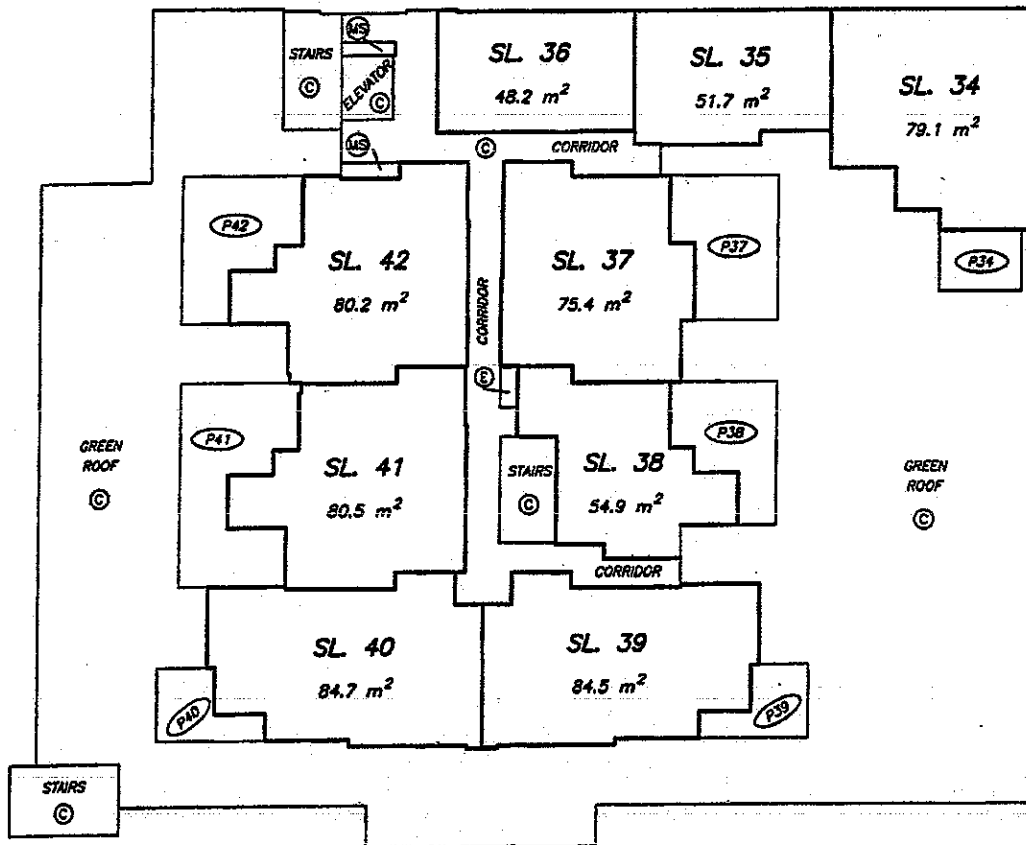 MS
STAIRS
C
ELEVATOR
C
MS
SL. 36
48.2 m²
SL. 35
51.7 m²
SL. 34
79.1 m²
C
CORRIDOR
P42
SL. 42
80.2 m²
CORRIDOR
SL. 37
75.4 m²
P37
P34
E
P41
SL. 41
80.5 m²
STAIRS
C
SL. 38
54.9 m²
P38
GREEN
ROOF
C
GREEN
ROOF
C
CORRIDOR
SL. 40
84.7 m²
P40
SL. 39
84.5 m²
P39
STAIRS
C